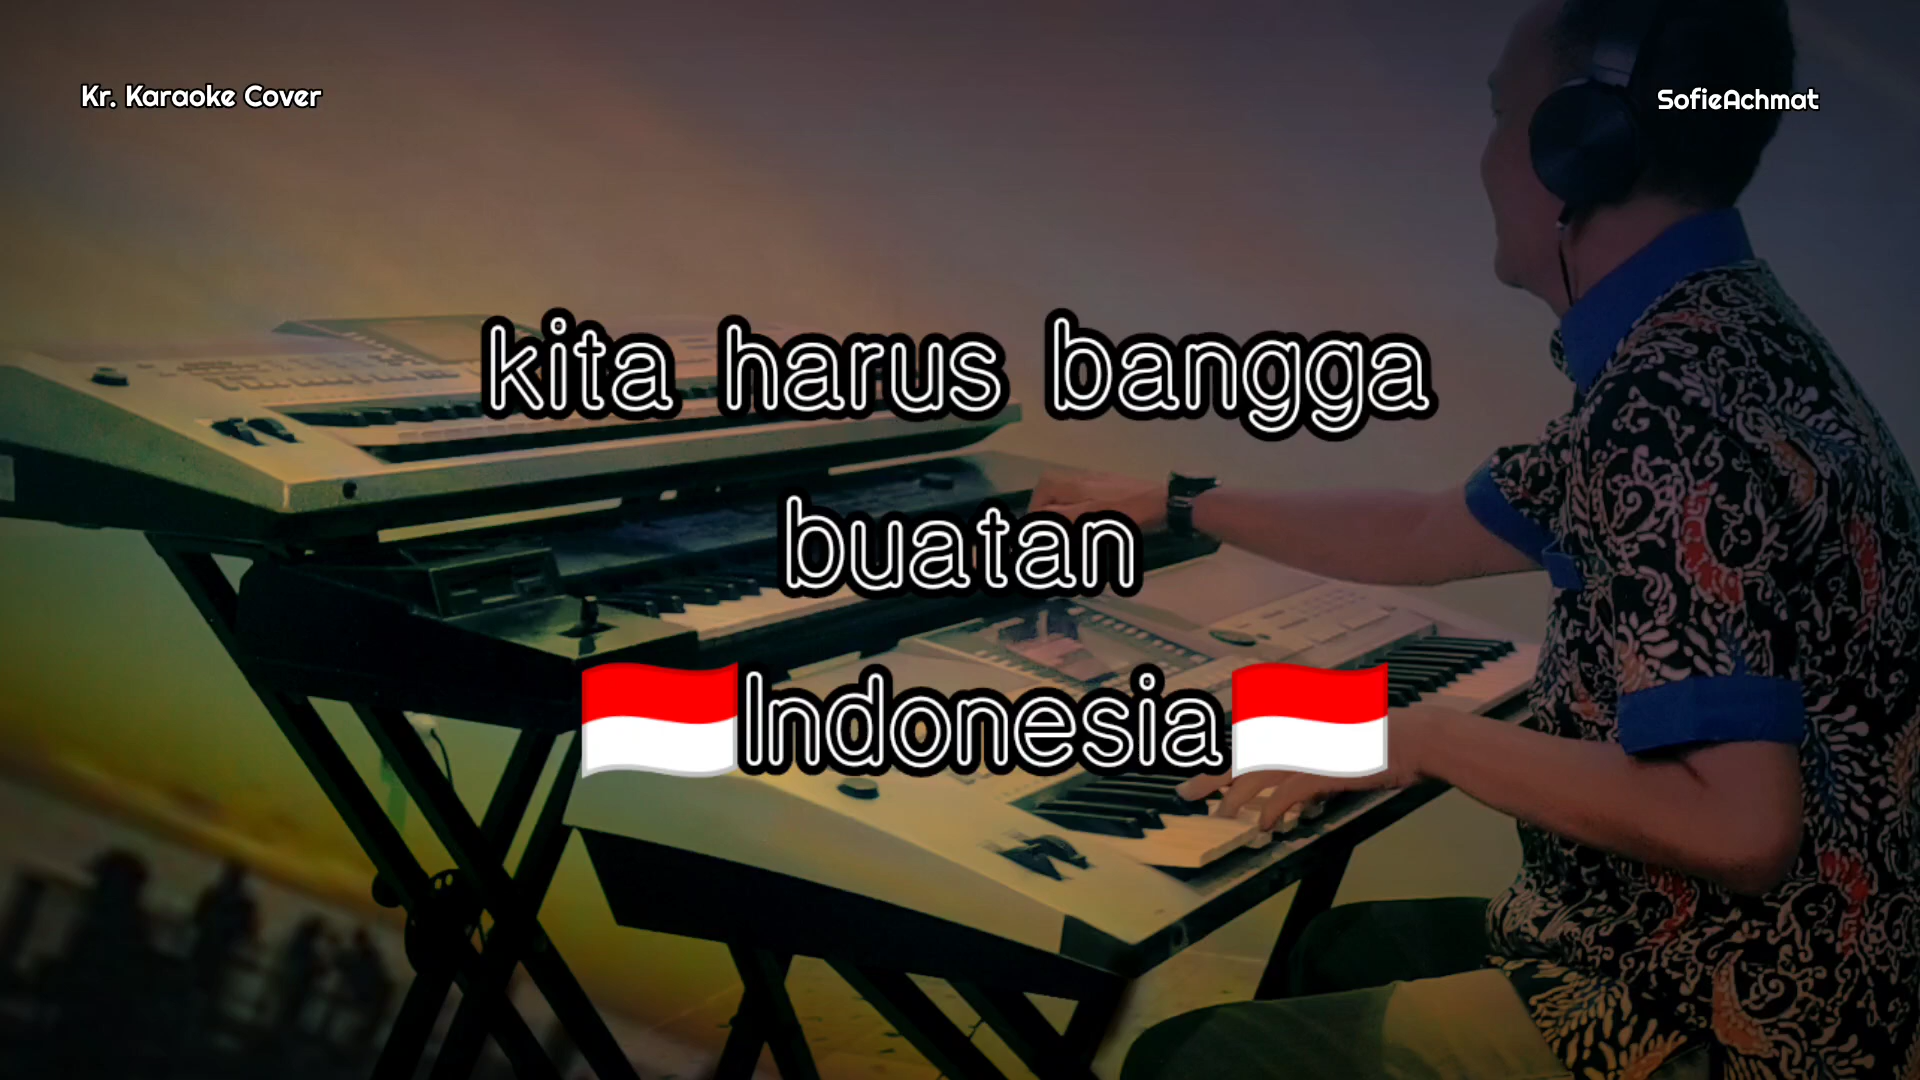 Kr. Karaoke Cover
SofieAchmat
kita harus bangga
buatan
🇮🇩Indonesia🇮🇩